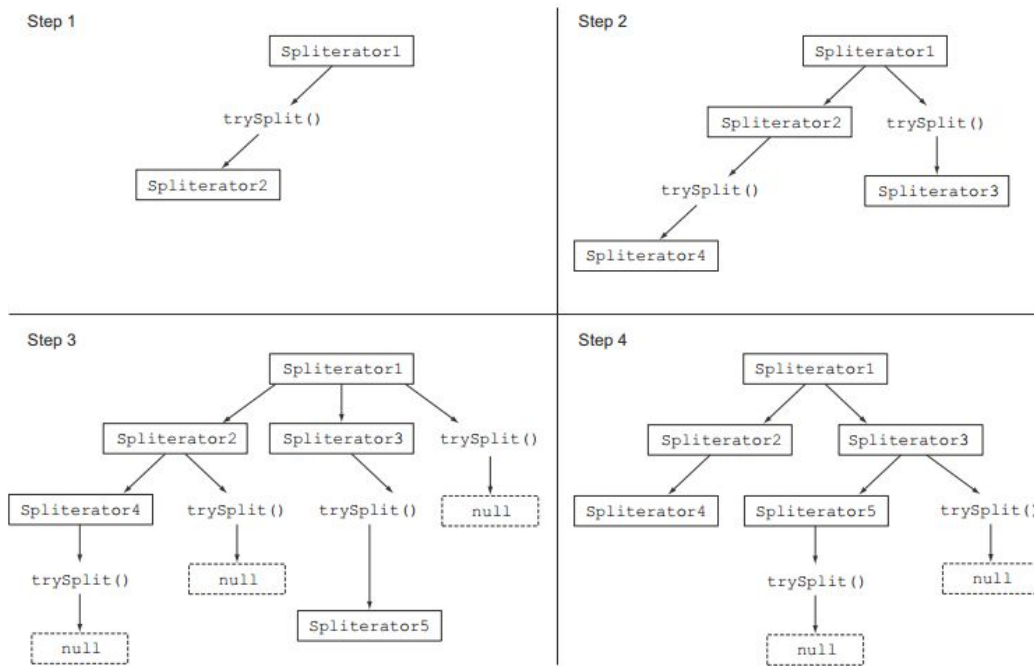 Step 1
Spliterator1
trySplit()
Spliterator2
Step 2
Spliterator1
Spliterator2
trySplit()
trySplit()
Spliterator3
Spliterator4
Step 3
Spliterator1
Spliterator2
Spliterator3
trySplit()
Spliterator4
trySplit()
trySplit()
null
trySplit()
null
null
Spliterator5
Step 4
Spliterator1
Spliterator2
Spliterator3
Spliterator4
Spliterator5
trySplit()
trySplit()
null
null